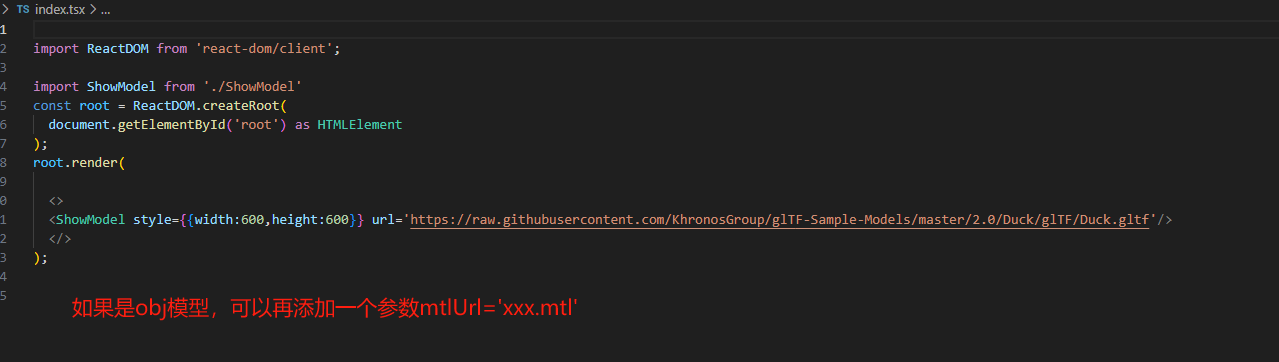 TS index.tsx > ...
1
2 import ReactDOM from 'react-dom/client';
3
4 import ShowModel from './ShowModel'
5 const root = ReactDOM.createRoot(
6 document.getElementById('root') as HTMLElement
7 );
8 root.render(
9
0 <>
1 <ShowModel style={{width:600,height:600}} url='https://raw.githubusercontent.com/KhronosGroup/glTF-Sample-Models/master/2.0/Duck/glTF/Duck.gltf'/>
2 </>
3 );
4
5
如果是obj模型，可以再添加一个参数mtlUrl='xxx.mtl'